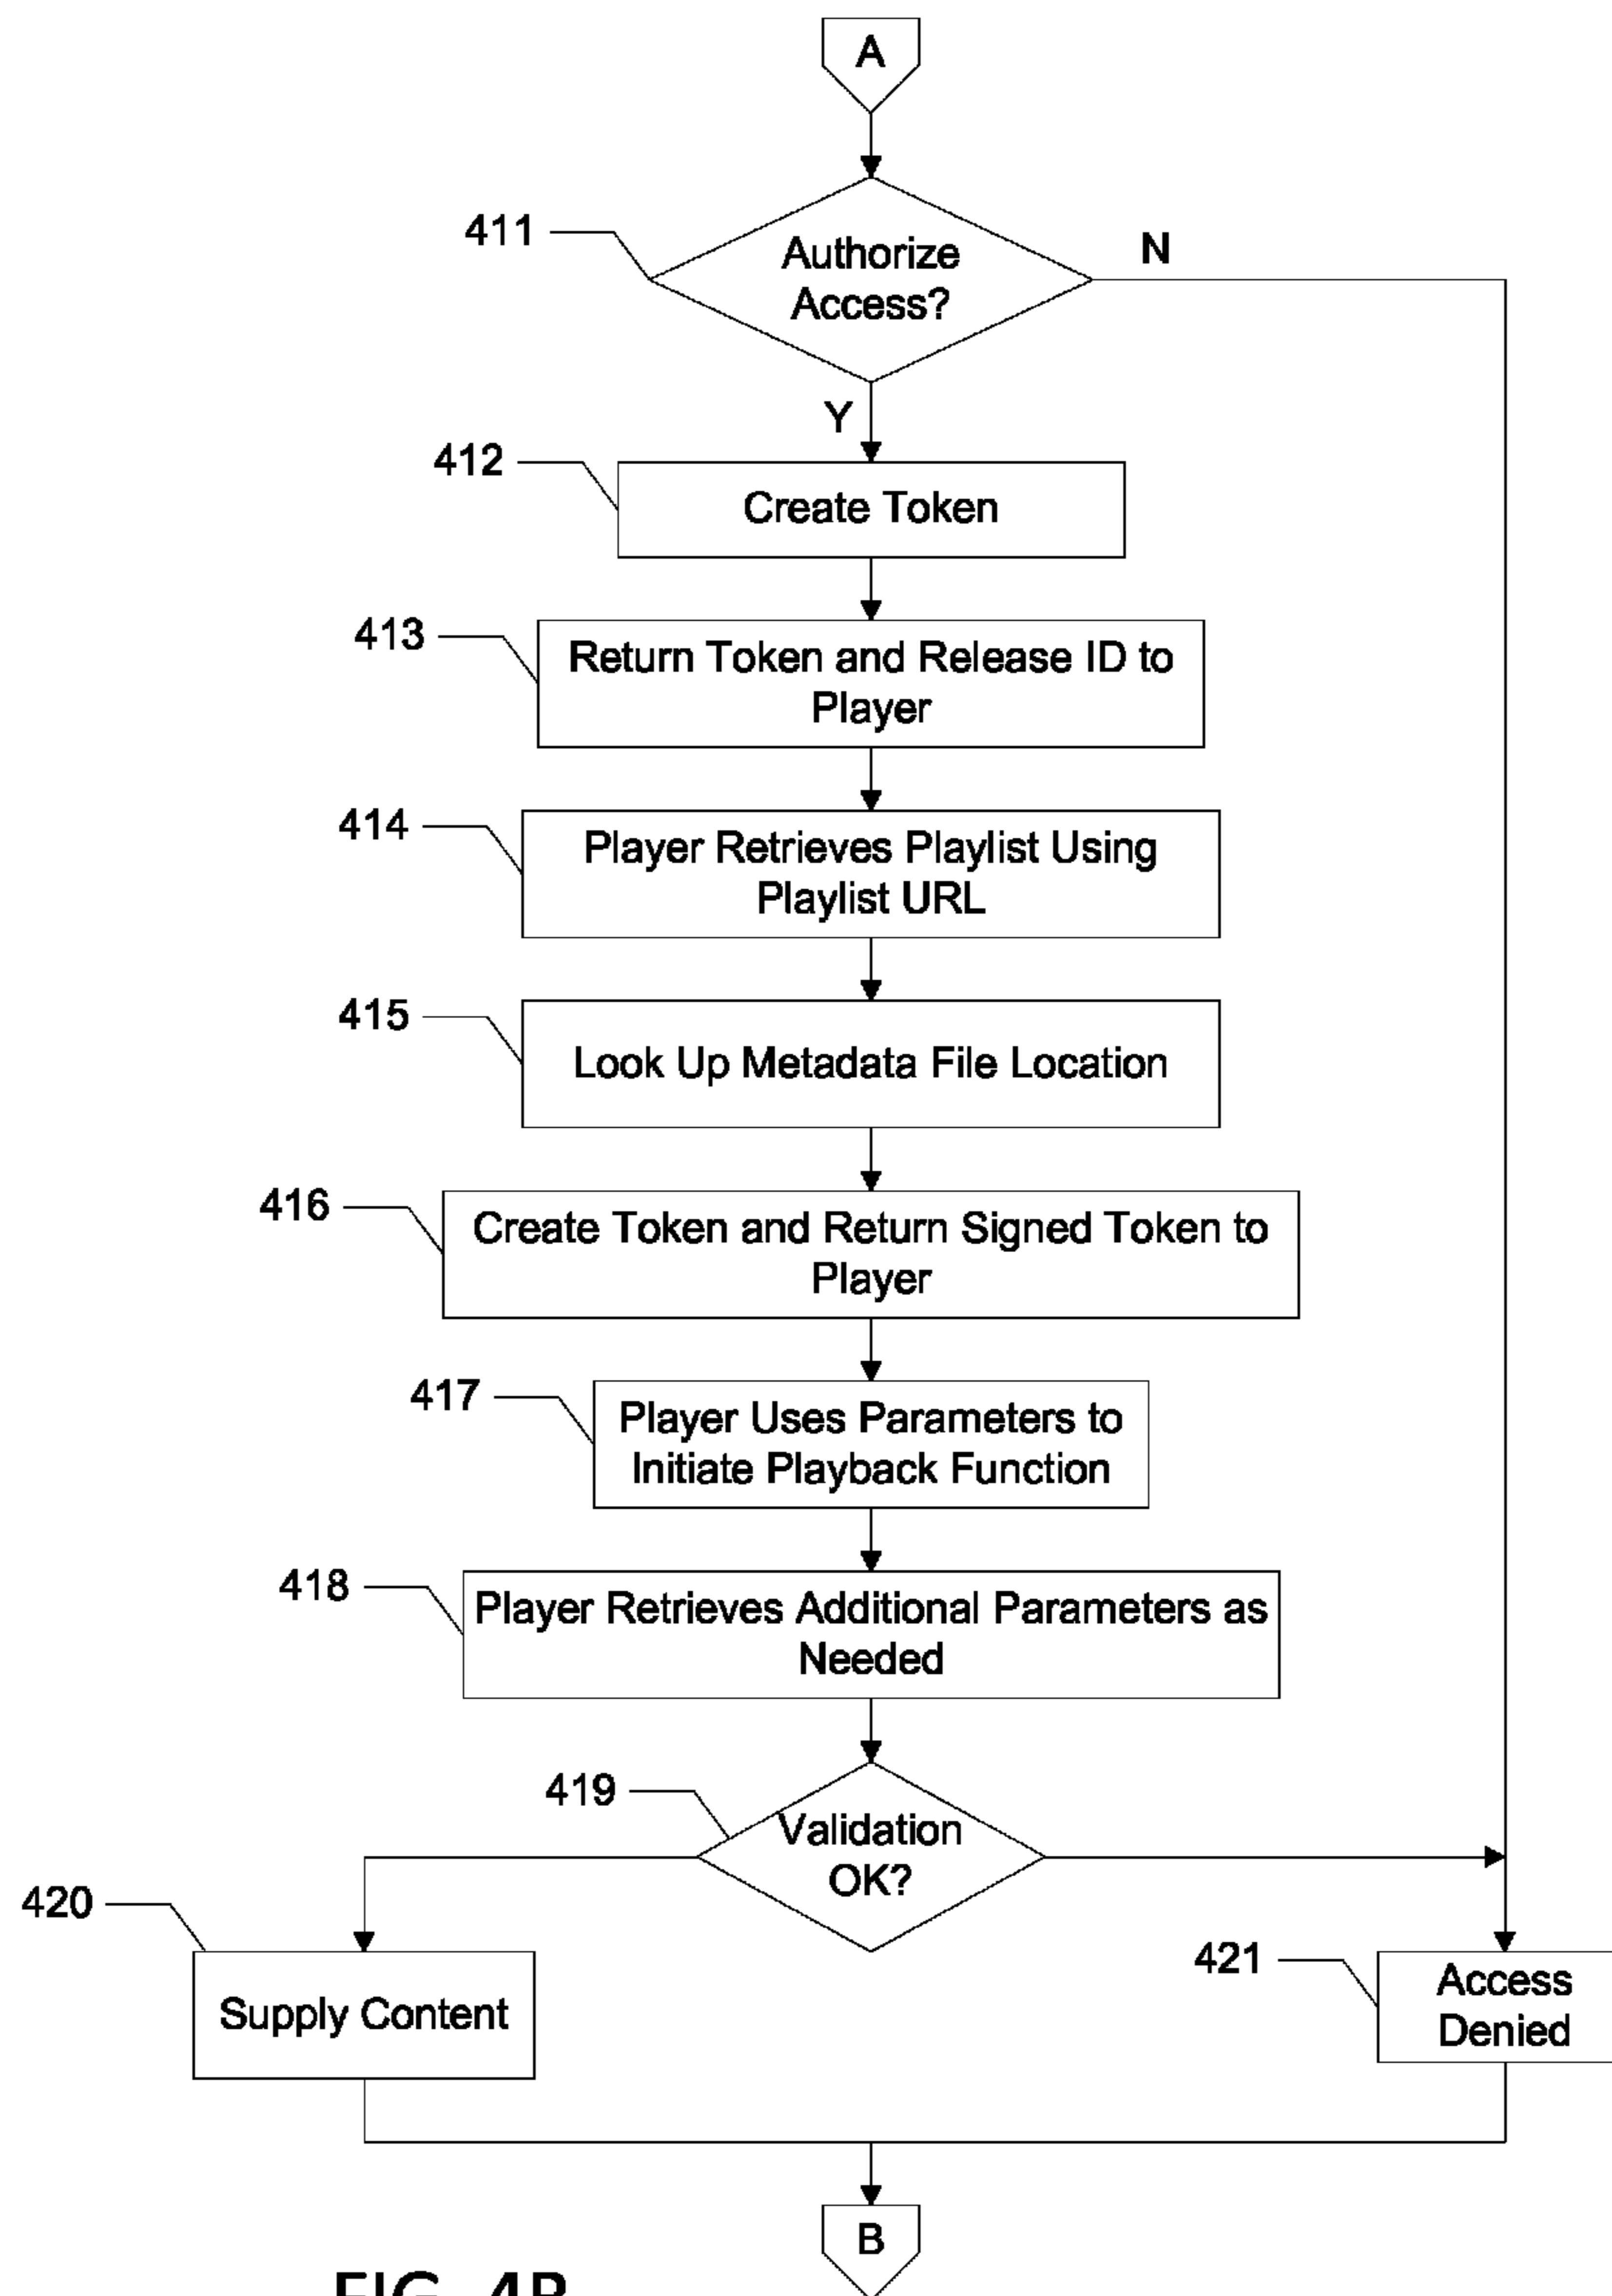 A
411
Authorize
Access?
N
Y
412
Create Token
413
Return Token and Release ID to
Player
414
Player Retrieves Playlist Using
Playlist URL
415
Look Up Metadata File Location
416
Create Token and Return Signed Token to
Player
417
Player Uses Parameters to
Initiate Playback Function
418
Player Retrieves Additional Parameters as
Needed
419
Validation
OK?
420
Supply Content
421
Access
Denied
B
FIG. 4B